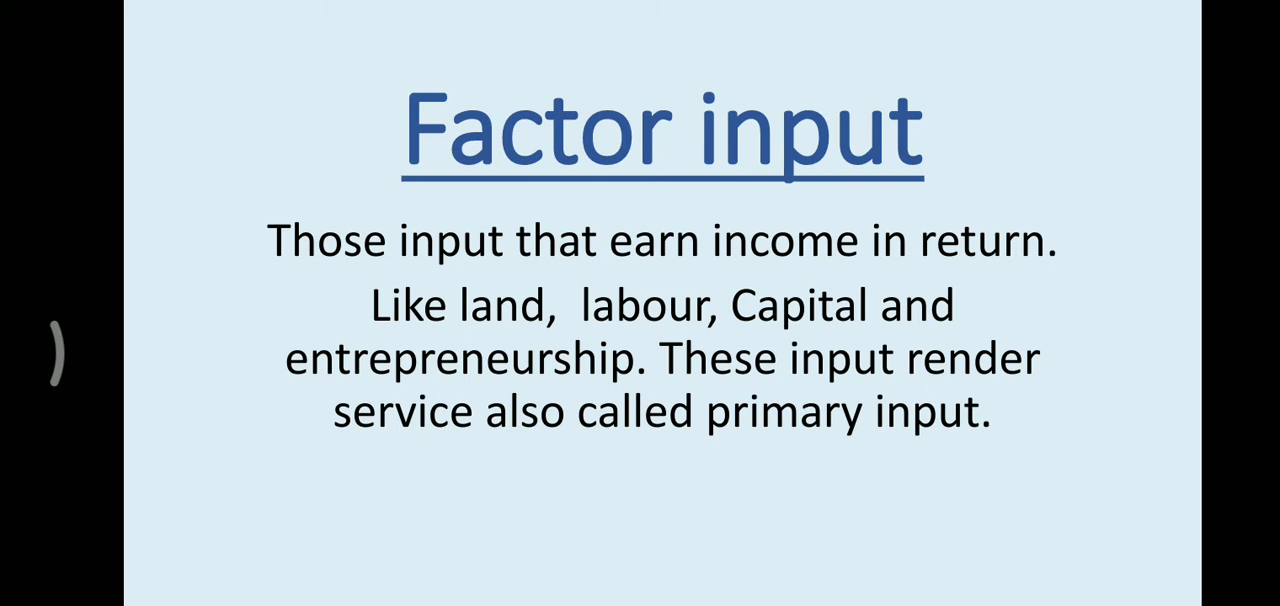 Factor input
Those input that earn income in return.
Like land,  labour, Capital and
entrepreneurship. These input render
service also called primary input.